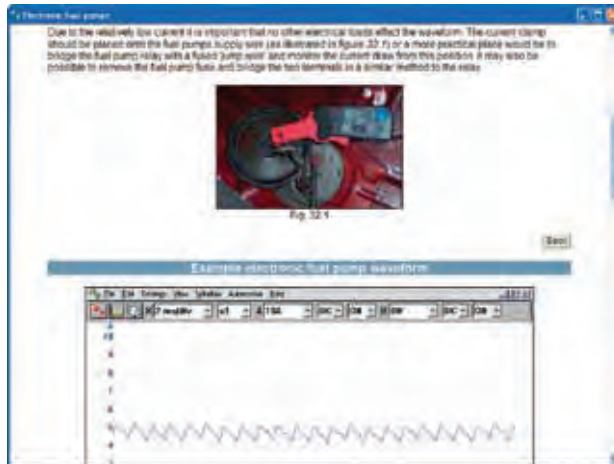 Electronic fuel pumps
Due to the relatively low current it is important that no other electrical loads effect the waveform. The current clamp
should be placed onto the fuel pumps supply wire (as illustrated in figure 32.1) or a more practical place would be to
bridge the fuel pump relay with a fused jump wire and monitor the current draw from this position. It may also be
possible to remove the fuel pump fuse and bridge the two terminals in a similar method to the relay.
Fig. 32.1
Example electronic fuel pump waveform
File Edit Settings View Window Automotive Help
x1
DC
DC